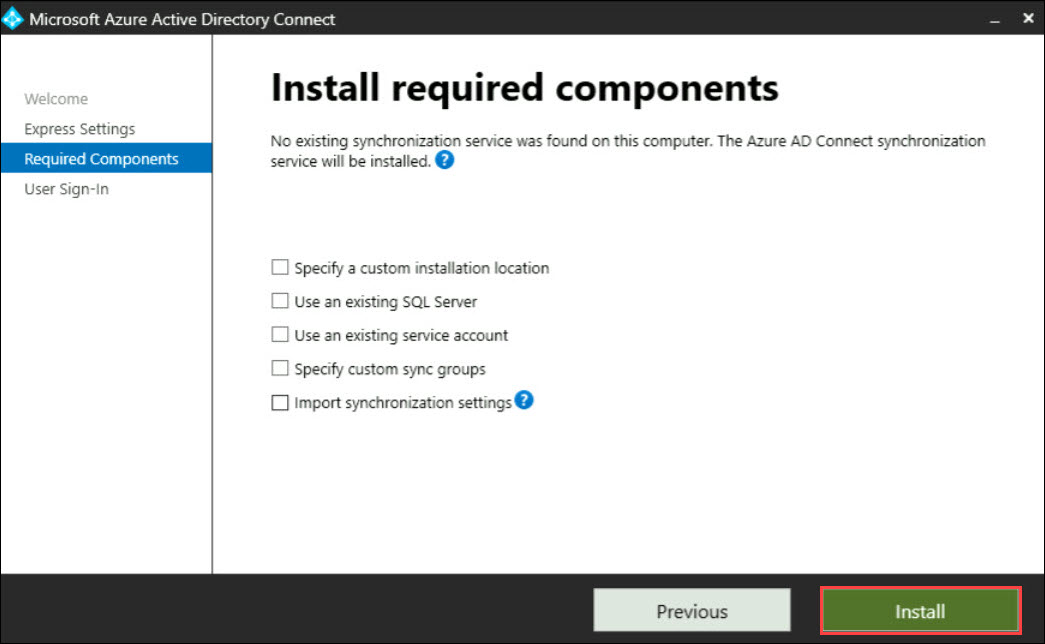 Microsoft Azure Active Directory Connect
Welcome
Express Settings
Required Components
User Sign-In
Install required components
No existing synchronization service was found on this computer. The Azure AD Connect synchronization
service will be installed. ?
Specify a custom installation location
Use an existing SQL Server
Use an existing service account
Specify custom sync groups
Import synchronization settings ?
Previous
Install